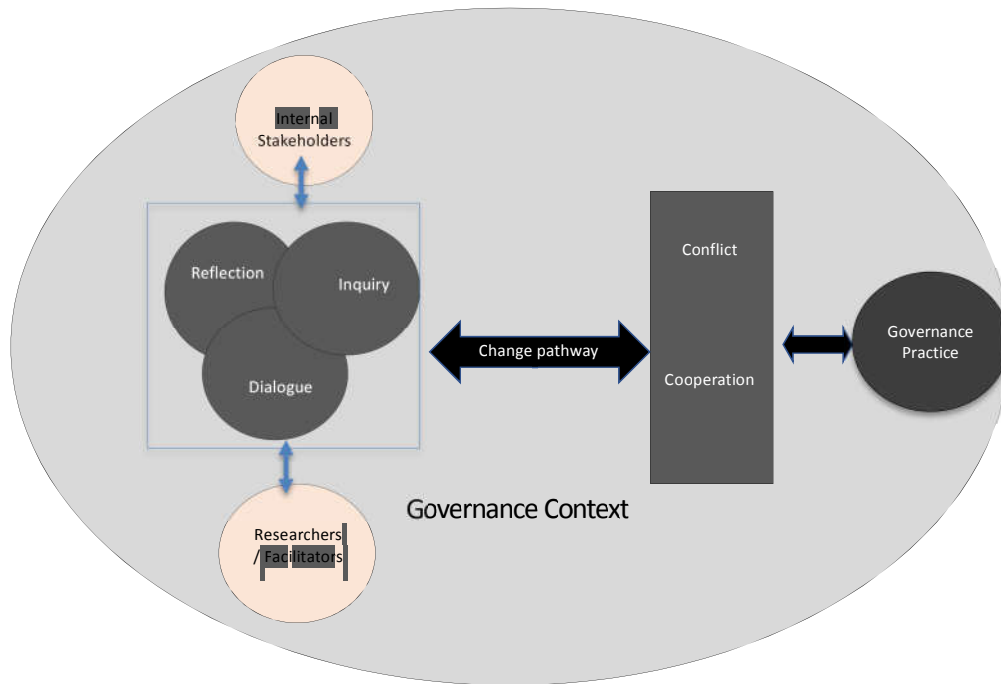 Internal
Stakeholders
Reflection
Inquiry
Dialogue
Change pathway
Conflict
Cooperation
Governance
Practice
Governance Context
Researchers
/ Facilitators